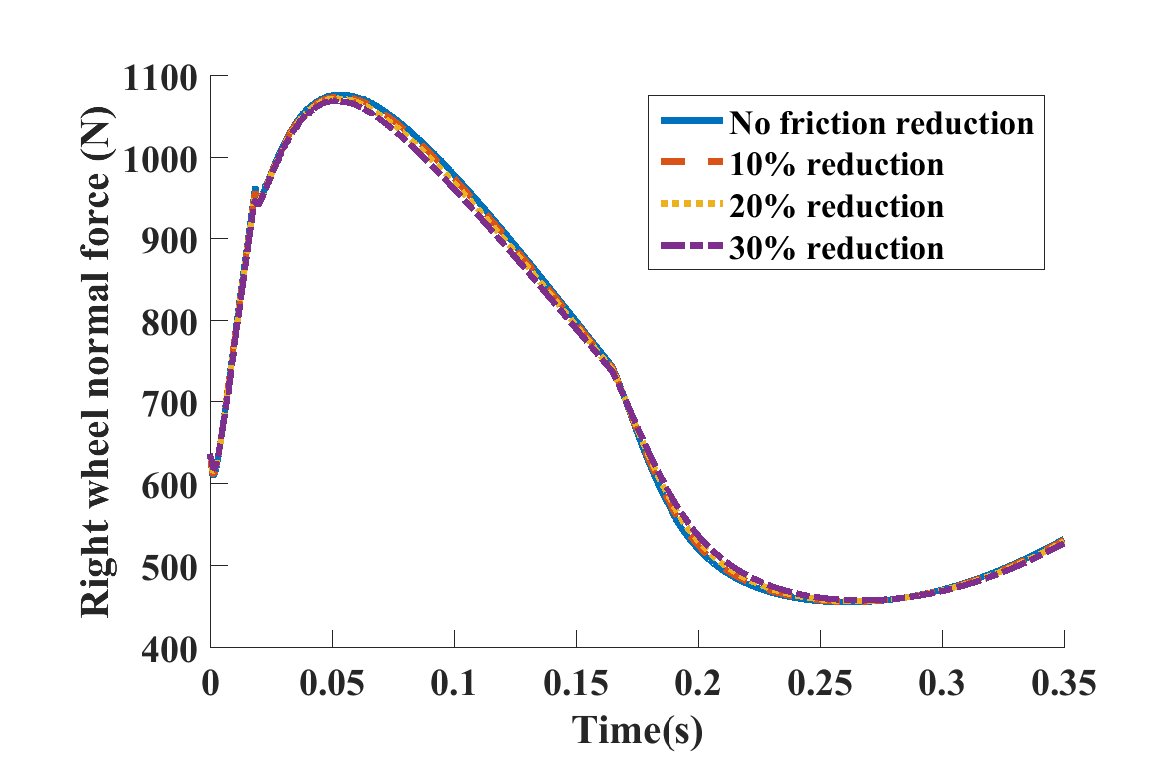 Right wheel normal force (N)
1100
1000
900
800
700
600
500
400
No friction reduction
10% reduction
20% reduction
30% reduction
0
0.05
0.1
0.15
0.2
0.25
0.3
0.35
Time(s)